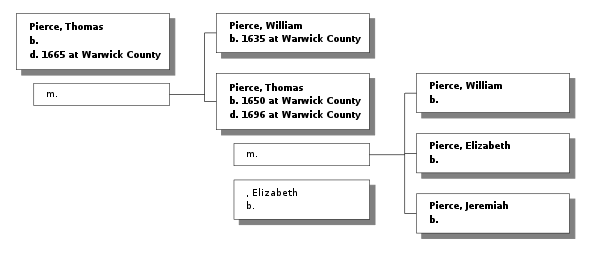 Pierce, Thomas
b.
d. 1665 at Warwick County
m.
Pierce, William
b. 1635 at Warwick County
Pierce, Thomas
b. 1650 at Warwick County
d. 1696 at Warwick County
m.
, Elizabeth
b.
Pierce, William
b.
Pierce, Elizabeth
b.
Pierce, Jeremiah
b.